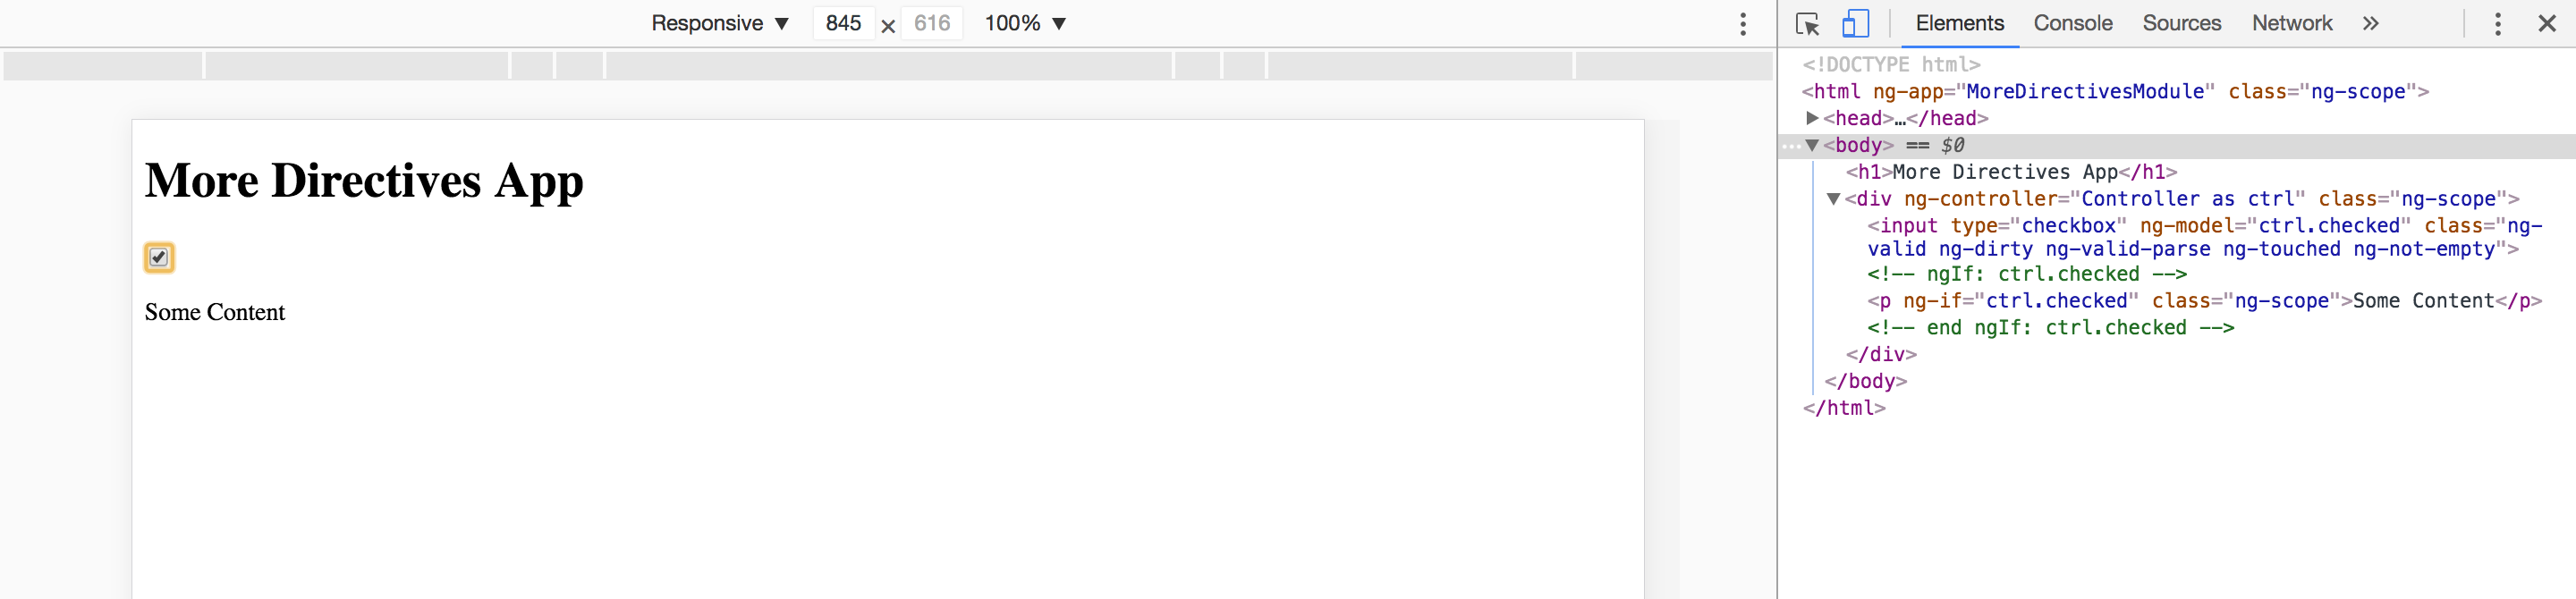 Responsive ▼ 845 × 616 100% ▼
Elements Console Sources Network »
More Directives App
Some Content
<!DOCTYPE html>
<html ng-app="MoreDirectivesModule" class="ng-scope">
▶<head>…</head>
…▼<body> == $0
<h1>More Directives App</h1>
▼<div ng-controller="Controller as ctrl" class="ng-scope">
<input type="checkbox" ng-model="ctrl.checked" class="ng-
valid ng-dirty ng-valid-parse ng-touched ng-not-empty">
<!-- ngIf: ctrl.checked -->
<p ng-if="ctrl.checked" class="ng-scope">Some Content</p>
<!-- end ngIf: ctrl.checked -->
</div>
</body>
</html>